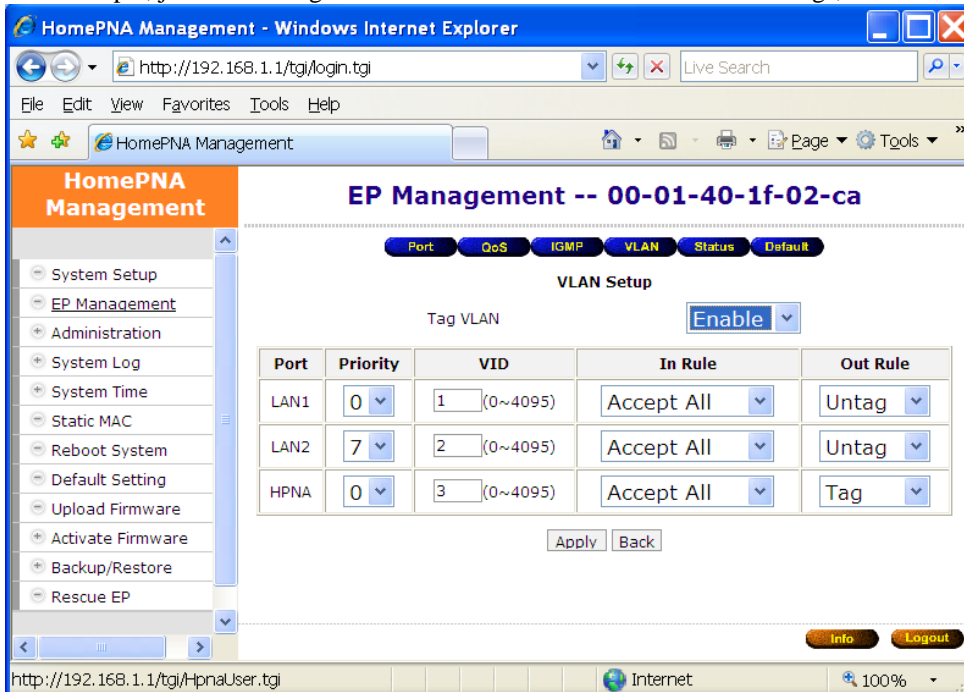 HomePNA Management - Windows Internet Explorer
http://192.168.1.1/tgi/login.tgi Live Search
File Edit View Favorites Tools Help
HomePNA Management Page Tools »
HomePNA
Management
EP Management -- 00-01-40-1f-02-ca
Port QoS IGMP VLAN Status Default
System Setup
EP Management
Administration
System Log
System Time
Static MAC
Reboot System
Default Setting
Upload Firmware
Activate Firmware
Backup/Restore
Rescue EP
VLAN Setup
Tag VLAN Enable
Port Priority VID In Rule Out Rule
LAN1 0 1 (0~4095) Accept All Untag
LAN2 7 2 (0~4095) Accept All Untag
HPNA 0 3 (0~4095) Accept All Tag
Apply Back
Info Logout
http://192.168.1.1/tgi/HpnaUser.tgi Internet 100%